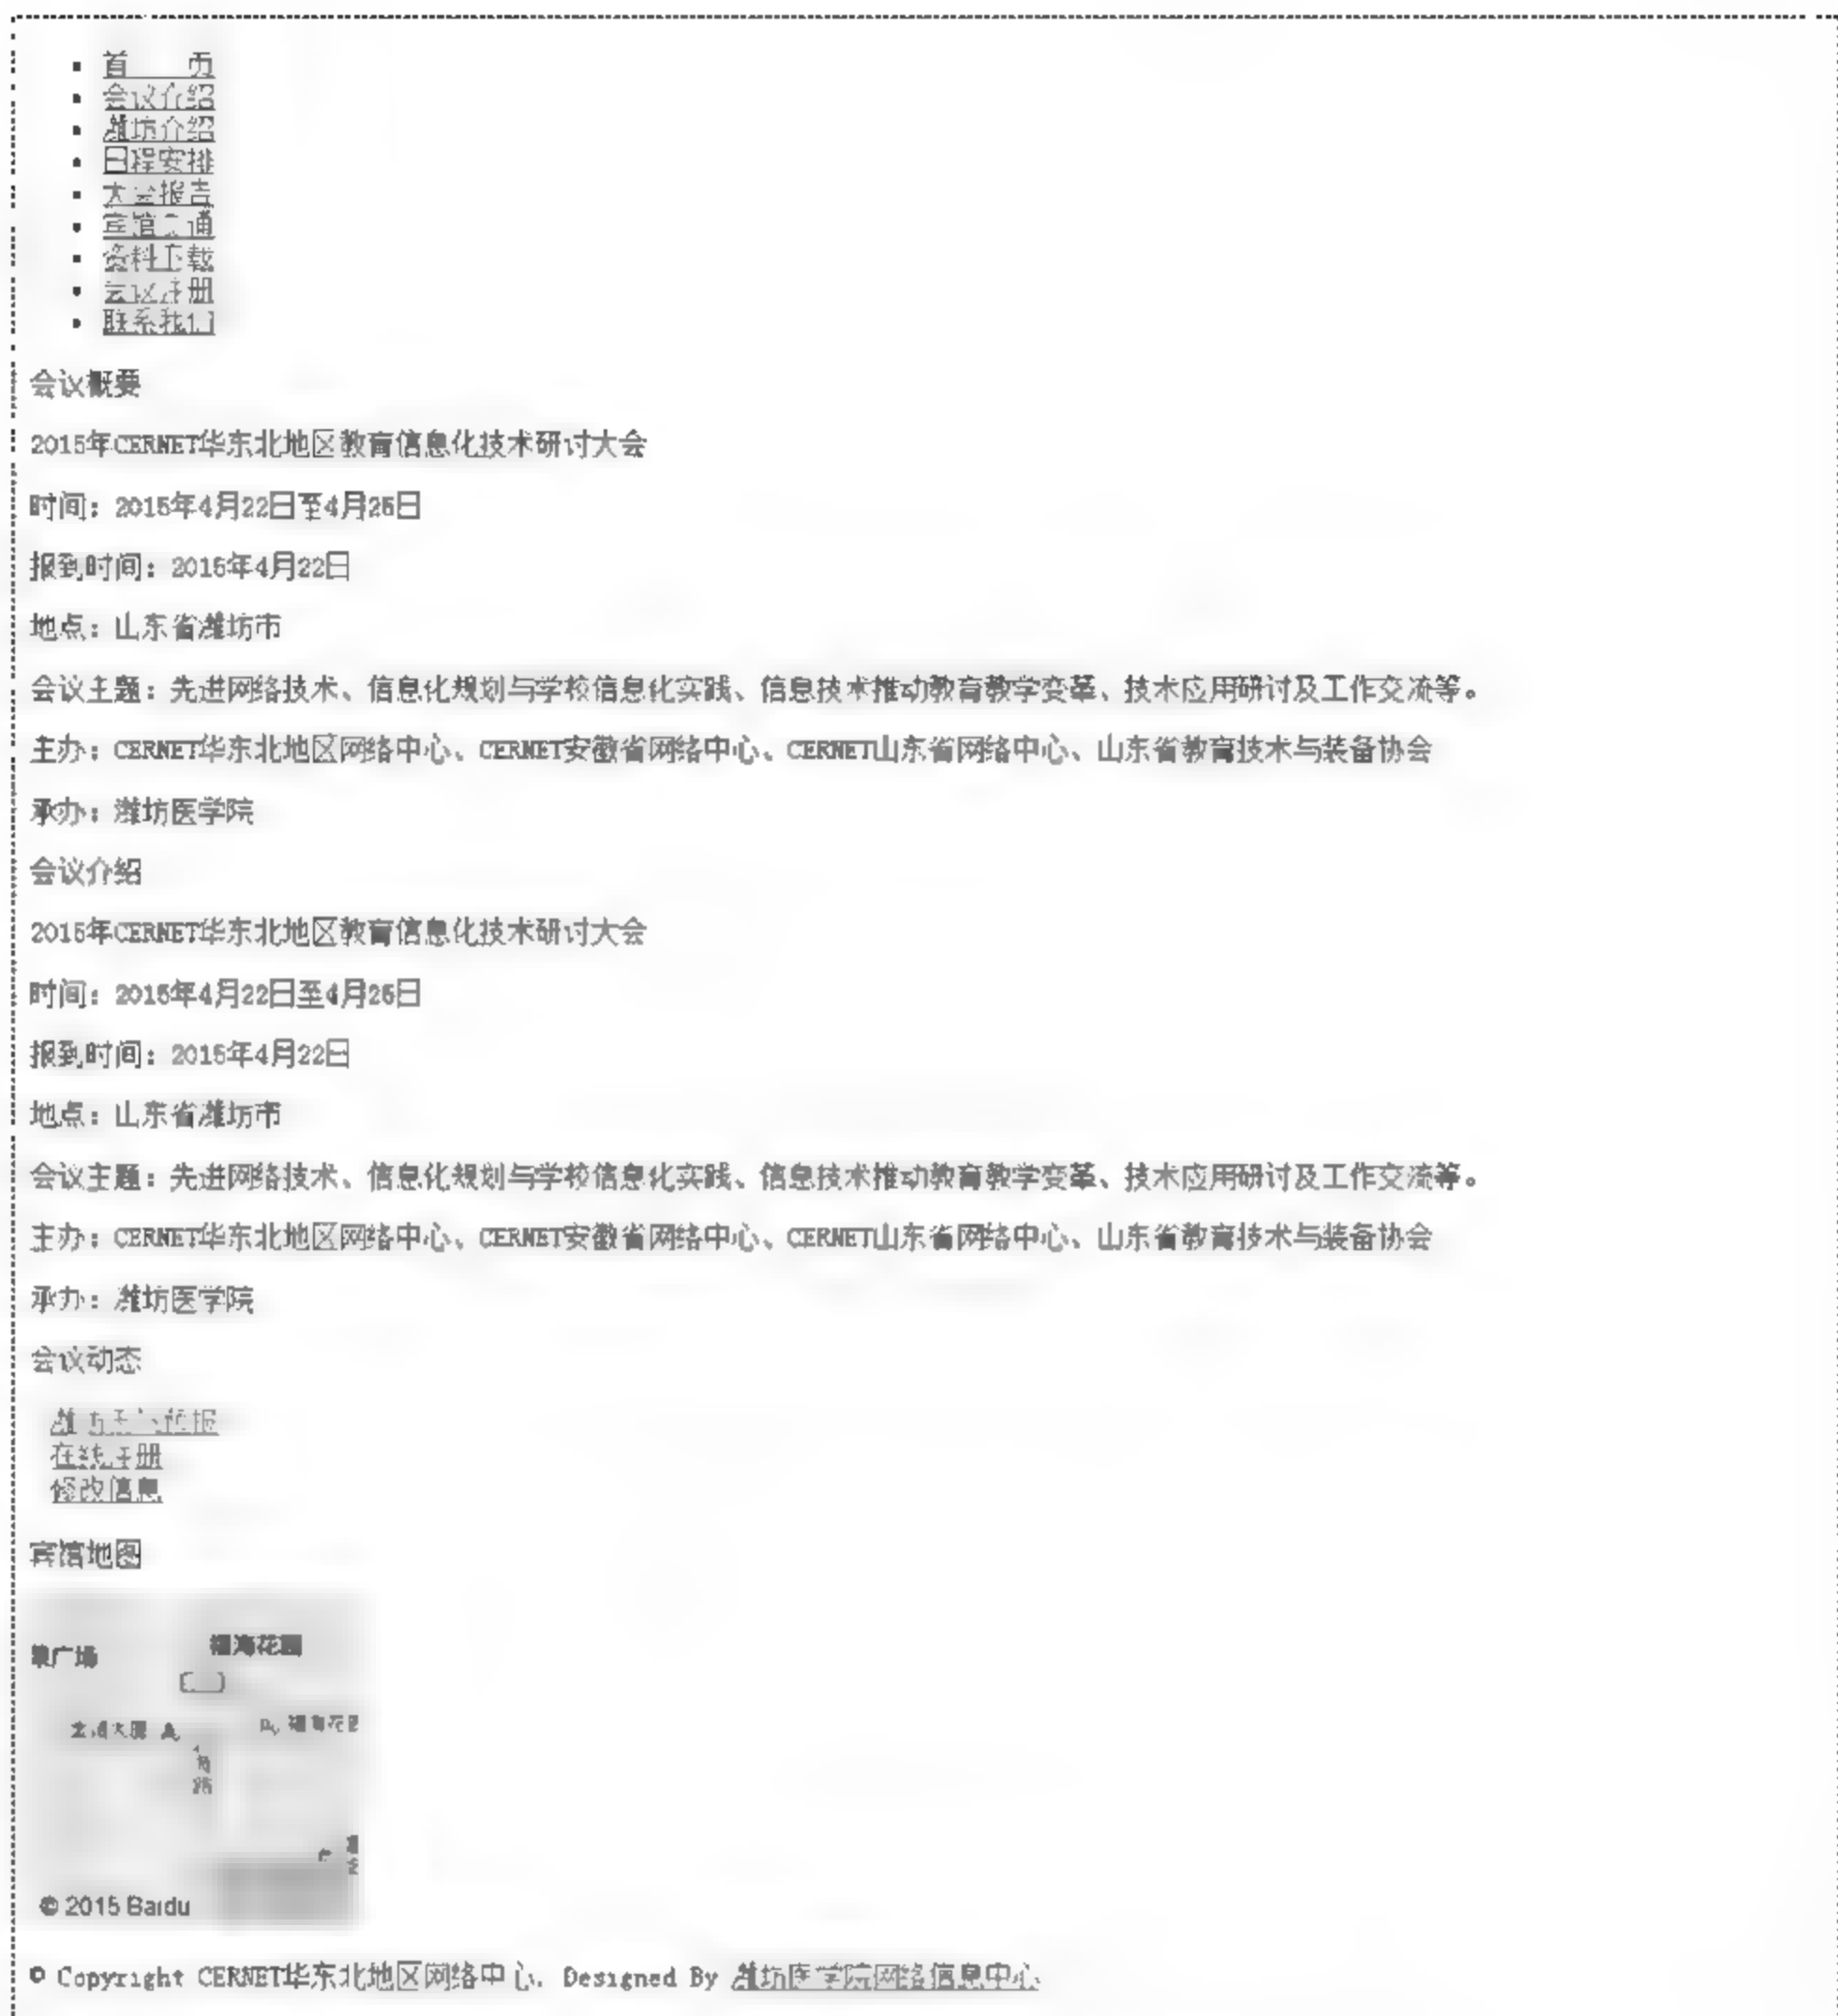 首　　页
会议介绍
潍坊介绍
日程安排
大会报告
宾馆交通
资料下载
会议注册
联系我们
会议概要
2015年CERNET华东北地区教育信息化技术研讨大会
时间：2015年4月22日至4月25日
报到时间：2015年4月22日
地点：山东省潍坊市
会议主题：先进网络技术、信息化规划与学校信息化实践、信息技术推动教育教学变革、技术应用研讨及工作交流等。
主办：CERNET华东北地区网络中心、CERNET安徽省网络中心、CERNET山东省网络中心、山东省教育技术与装备协会
承办：潍坊医学院
会议介绍
2015年CERNET华东北地区教育信息化技术研讨大会
时间：2015年4月22日至4月25日
报到时间：2015年4月22日
地点：山东省潍坊市
会议主题：先进网络技术、信息化规划与学校信息化实践、信息技术推动教育教学变革、技术应用研讨及工作交流等。
主办：CERNET华东北地区网络中心、CERNET安徽省网络中心、CERNET山东省网络中心、山东省教育技术与装备协会
承办：潍坊医学院
会议动态
潍坊天气预报
在线注册
修改信息
宾馆地图
广场
福海花园
福海花园
© 2015 Baidu
© Copyright CERNET华东北地区网络中心. Designed By 潍坊医学院网络信息中心